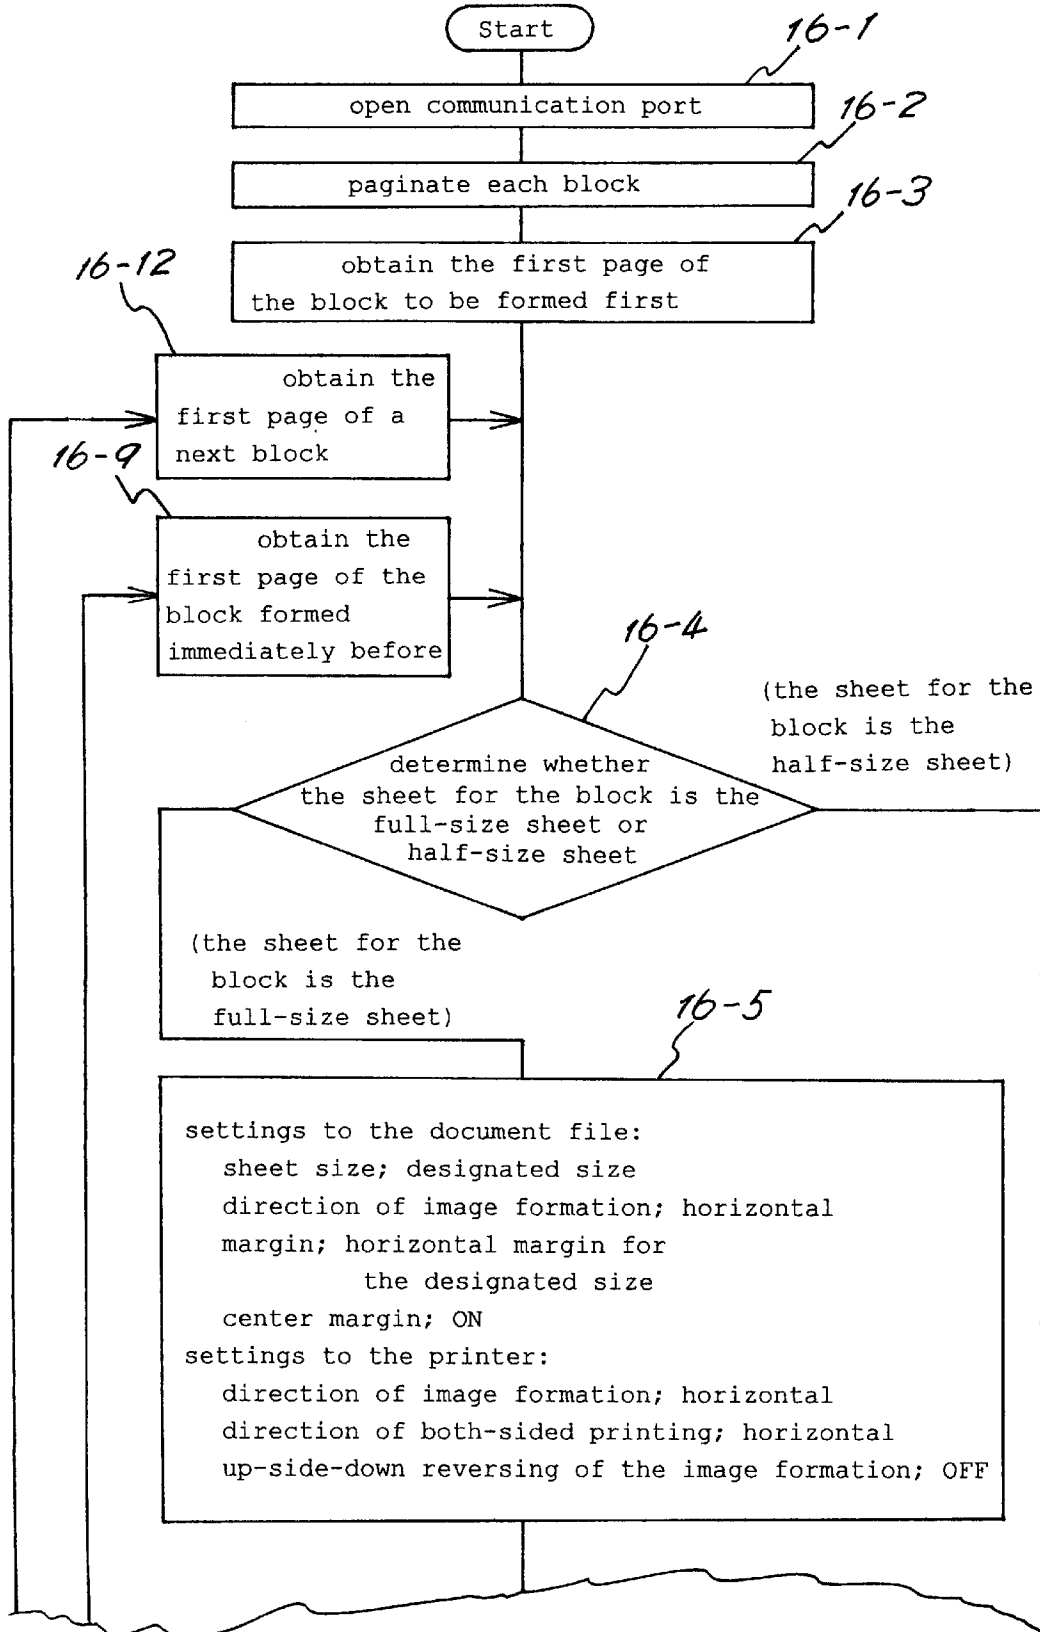 Start
16-1
open communication port
16-2
paginate each block
16-3
obtain the first page of
the block to be formed first
16-12
obtain the
first page of a
next block
16-9
obtain the
first page of the
block formed
immediately before
16-4
(the sheet for the
block is the
half-size sheet)
determine whether
the sheet for the block is the
full-size sheet or
half-size sheet
(the sheet for the
block is the
full-size sheet)
16-5
settings to the document file:
sheet size; designated size
direction of image formation; horizontal
margin; horizontal margin for
the designated size
center margin; ON
settings to the printer:
direction of image formation; horizontal
direction of both-sided printing; horizontal
up-side-down reversing of the image formation; OFF